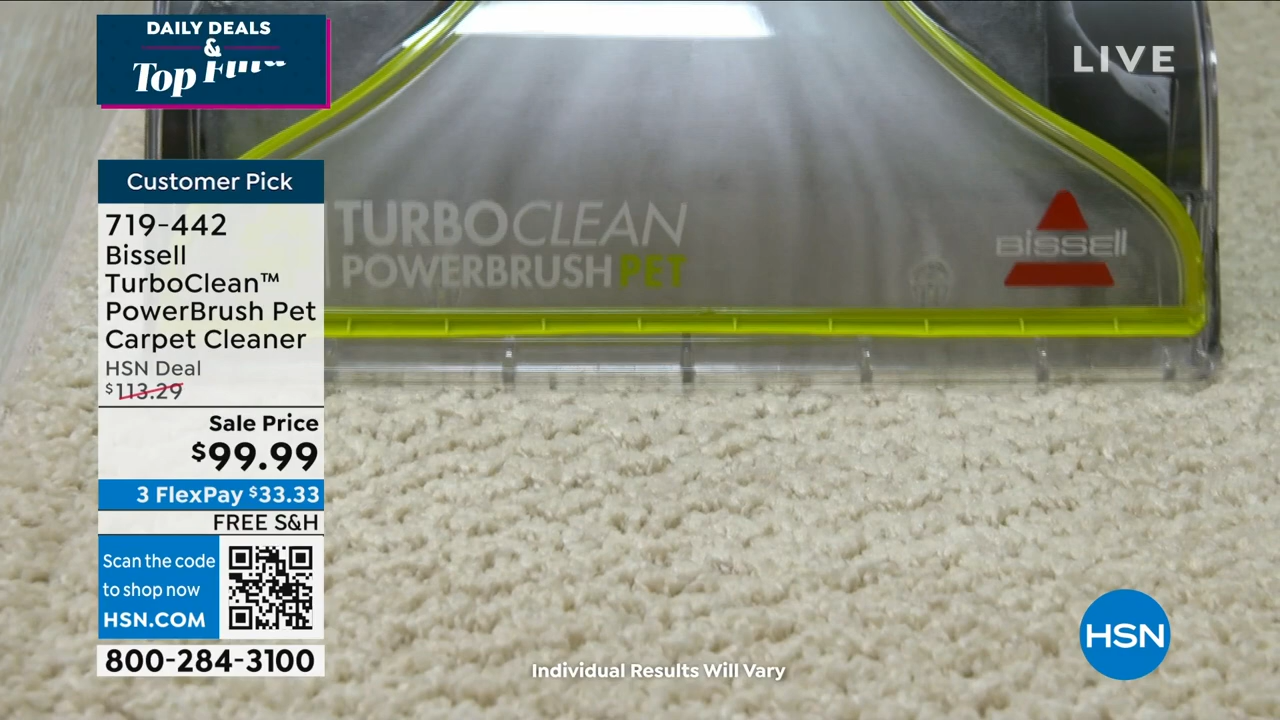 DAILY DEALS
&
Top
LIVE
Customer Pick
719-442
Bissell
TurboClean™
PowerBrush Pet
Carpet Cleaner
HSN Deal
$113.29
Sale Price
$99.99
3 FlexPay $33.33
FREE S&H
Scan the code
to shop now
HSN.COM
800-284-3100
TURBOCLEAN
POWERBRUSH PET
BISSELL
Individual Results Will Vary
HSN